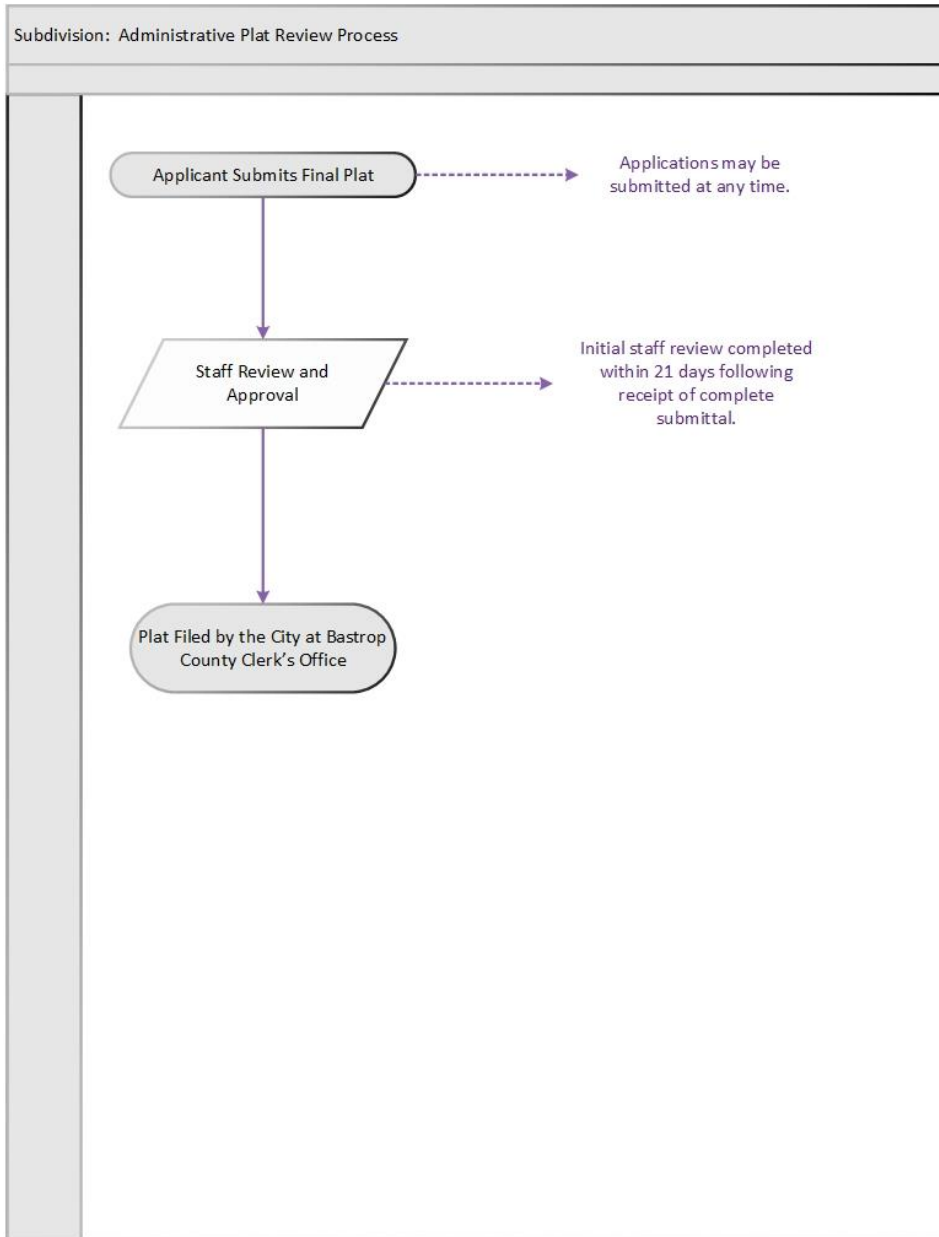 Subdivision: Administrative Plat Review Process
Applicant Submits Final Plat
Applications may be
submitted at any time.
Staff Review and
Approval
Initial staff review completed
within 21 days following
receipt of complete
submittal.
Plat Filed by the City at Bastrop
County Clerk’s Office